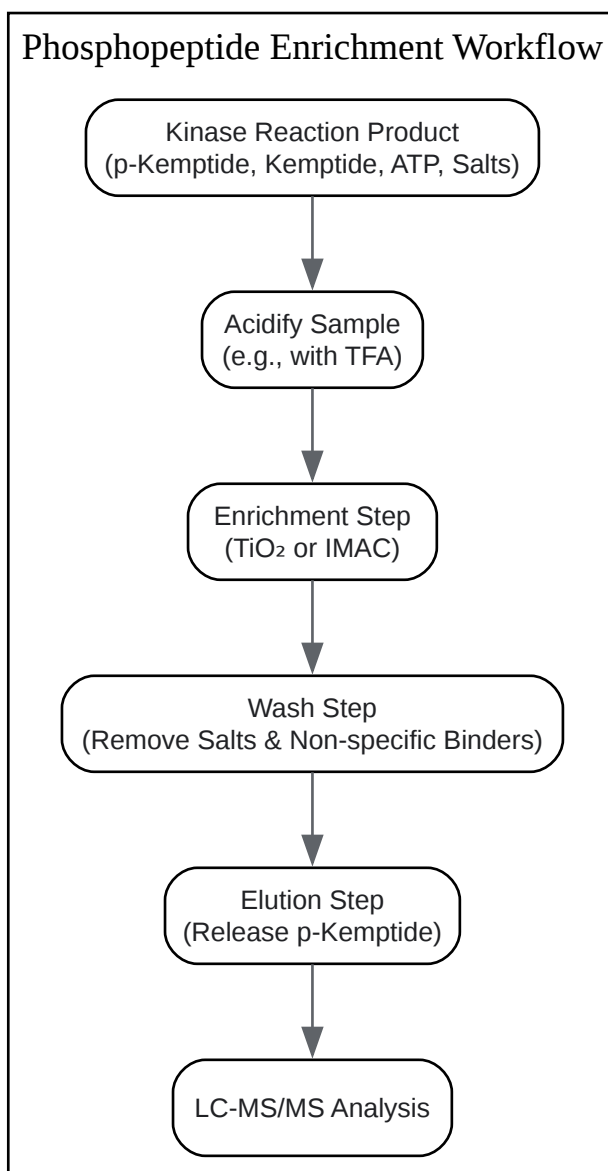 Phosphopeptide Enrichment Workflow
Kinase Reaction Product
(p-Kemptide, Kemptide, ATP, Salts)
Acidify Sample
(e.g., with TFA)
Enrichment Step
(TiO₂ or IMAC)
Wash Step
(Remove Salts & Non-specific Binders)
Elution Step
(Release p-Kemptide)
LC-MS/MS Analysis